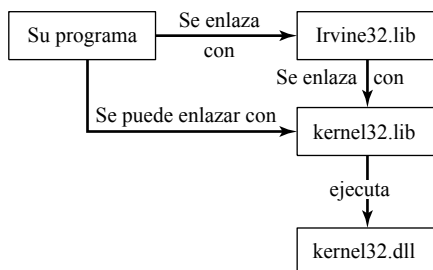 Su programa
Se enlaza
con
Irvine32.lib
Se enlaza con
Se puede enlazar con
kernel32.lib
ejecuta
kernel32.dll